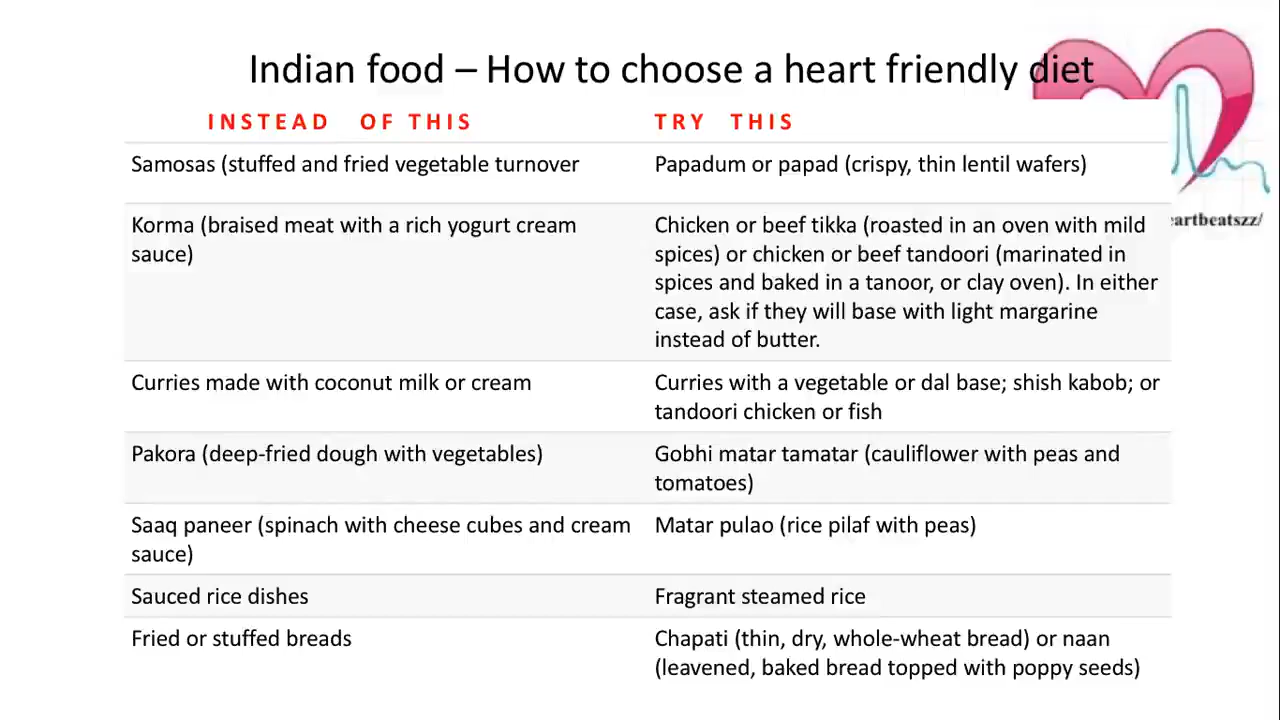 Indian food – How to choose a heart friendly diet
INSTEAD OF THIS
TRY THIS
Samosas (stuffed and fried vegetable turnover
Papadum or papad (crispy, thin lentil wafers)
Korma (braised meat with a rich yogurt cream
sauce)
Chicken or beef tikka (roasted in an oven with mild
spices) or chicken or beef tandoori (marinated in
spices and baked in a tanoor, or clay oven). In either
case, ask if they will base with light margarine
instead of butter.
Curries made with coconut milk or cream
Curries with a vegetable or dal base; shish kabob; or
tandoori chicken or fish
Pakora (deep-fried dough with vegetables)
Gobhi matar tamatar (cauliflower with peas and
tomatoes)
Saaq paneer (spinach with cheese cubes and cream
sauce)
Matar pulao (rice pilaf with peas)
Sauced rice dishes
Fragrant steamed rice
Fried or stuffed breads
Chapati (thin, dry, whole-wheat bread) or naan
(leavened, baked bread topped with poppy seeds)
eartbeatszz/